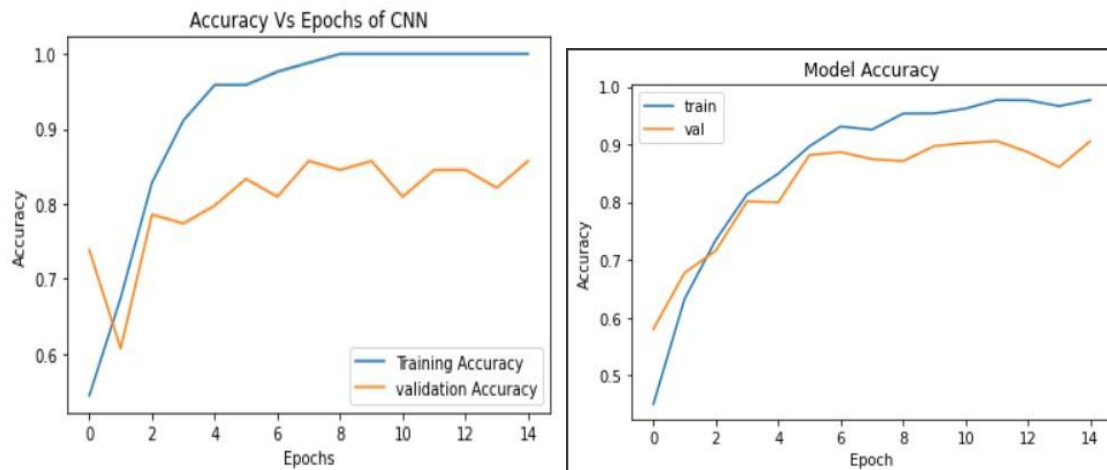 Accuracy Vs Epochs of CNN
1.0
0.9
0.8
0.7
0.6
Accuracy
Training Accuracy
validation Accuracy
0 2 4 6 8 10 12 14
Epochs
Model Accuracy
1.0
0.9
0.8
0.7
0.6
0.5
Accuracy
train
val
0 2 4 6 8 10 12 14
Epoch